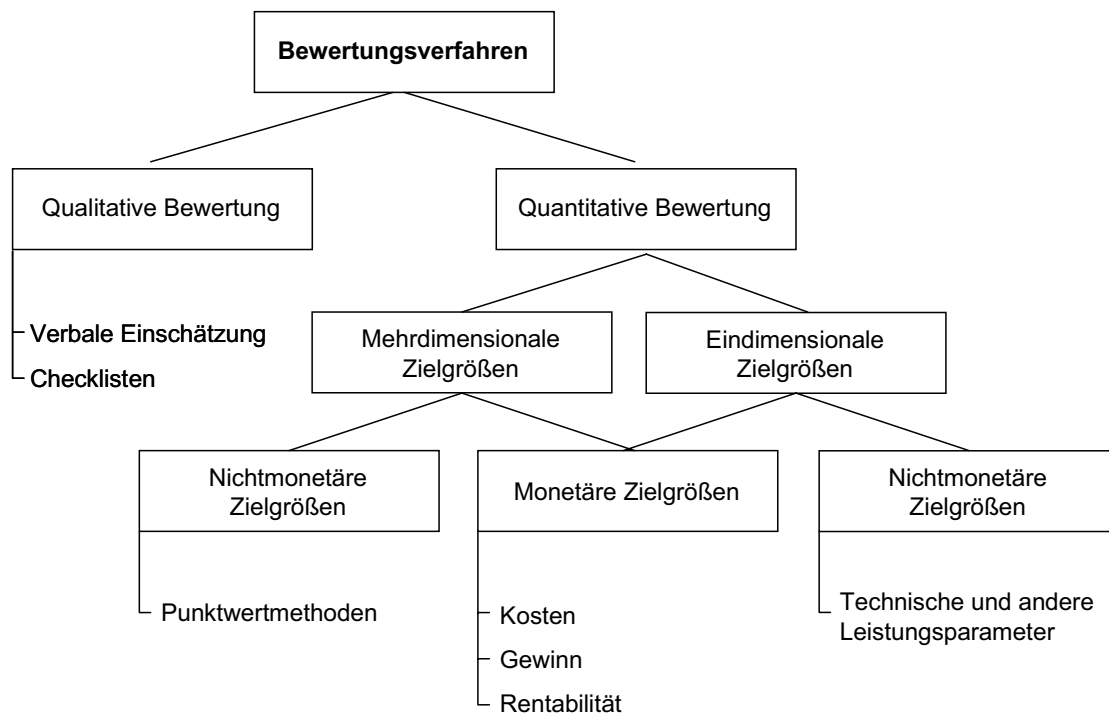 Bewertungsverfahren
Qualitative Bewertung
Quantitative Bewertung
Verbale Einschätzung
Checklisten
Mehrdimensionale
Zielgrößen
Eindimensionale
Zielgrößen
Nichtmonetäre
Zielgrößen
Monetäre Zielgrößen
Nichtmonetäre
Zielgrößen
Punktwertmethoden
Kosten
Gewinn
Rentabilität
Technische und andere
Leistungsparameter